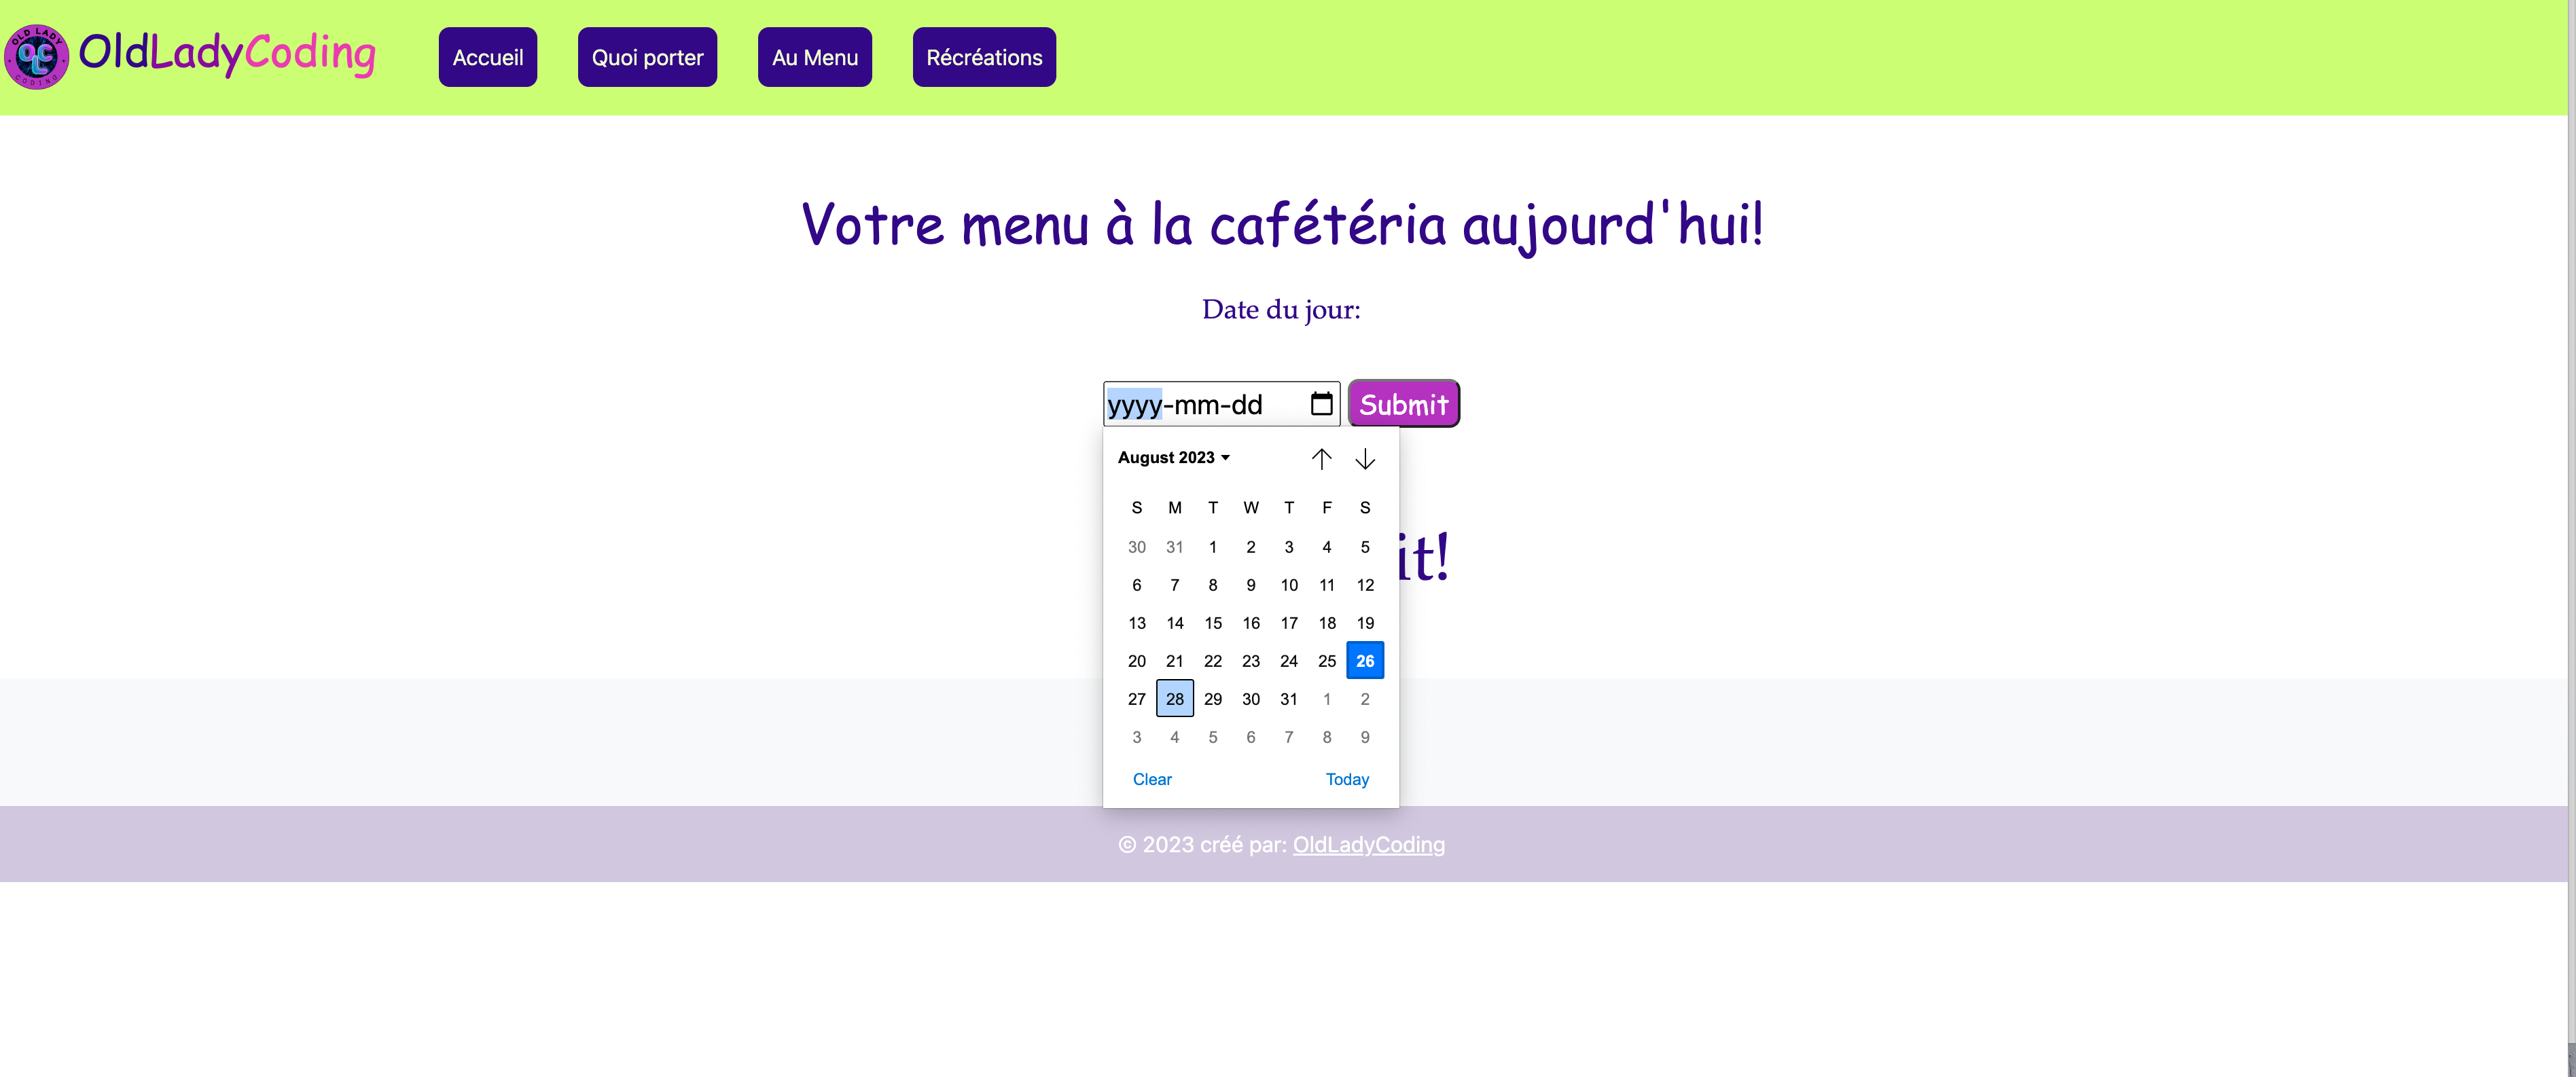 OldLadyCoding Accueil Quoi porter Au Menu Récréations
OLD LADY
OLC
CODING
Votre menu à la cafétéria aujourd'hui!
Date du jour:
yyyy-mm-dd Submit
August 2023
S M T W T F S
30 31 1 2 3 4 5
it!
6 7 8 9 10 11 12
13 14 15 16 17 18 19
20 21 22 23 24 25 26
27 28 29 30 31 1 2
3 4 5 6 7 8 9
Clear Today
© 2023 créé par: OldLadyCoding